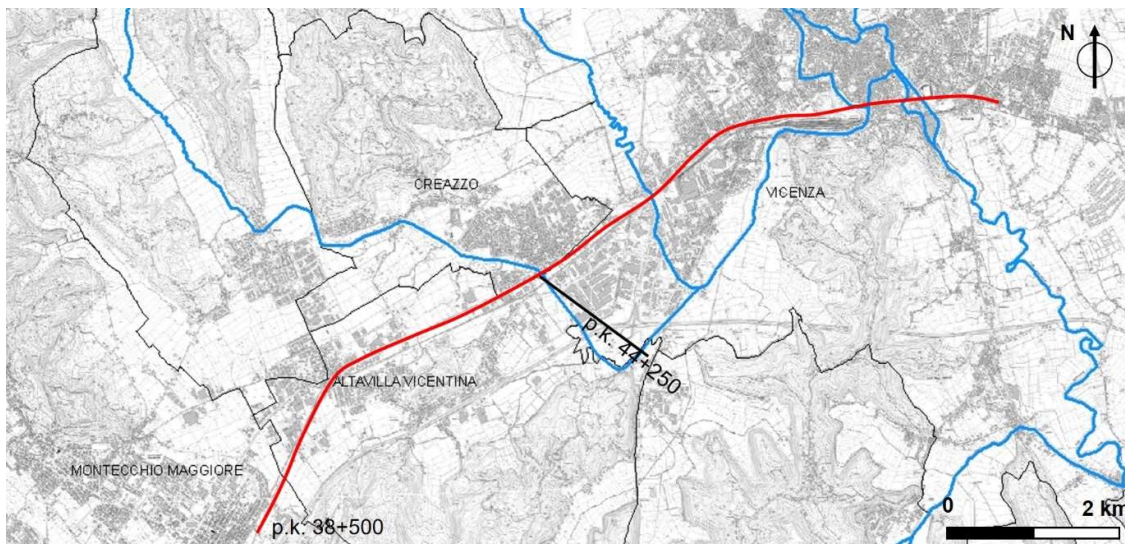 N
CREAZZO
VICENZA
p.k. 44+250
ALTAVILLA VICENTINA
MONTECCHIO MAGGIORE
p.k. 38+500
0 2 km